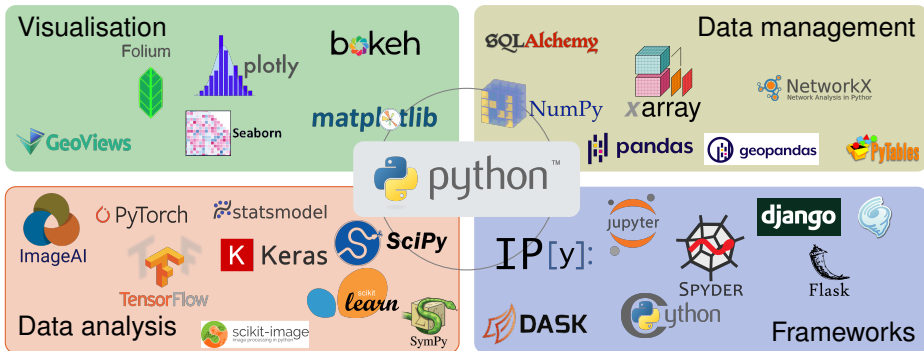 Visualisation
Folium
plotly
bokeh
Seaborn
matplotlib
GeoViews
Data management
SQLAlchemy
NumPy
xarray
NetworkX
Network Analysis in Python
pandas
geopandas
PyTables
python™
ImageAI
PyTorch
statsmodel
TensorFlow
Keras
SciPy
scikit
learn
scikit-image
image processing in python
SymPy
Data analysis
IP[y]:
jupyter
SPYDER
django
Flask
DASK
Cython
Frameworks